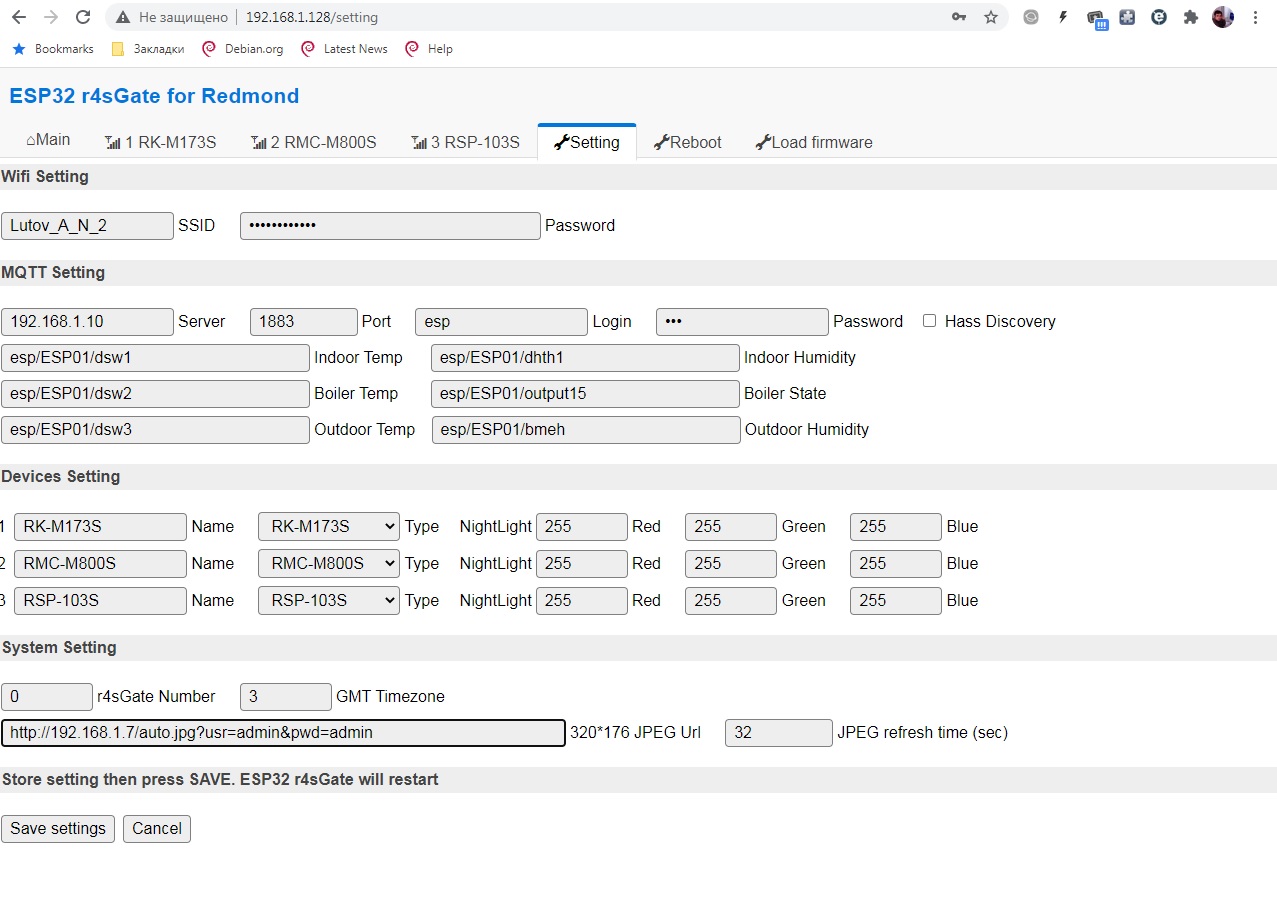 Не защищено 192.168.1.128/setting
Bookmarks Закладки Debian.org Latest News Help
ESP32 r4sGate for Redmond
Main 1 RK-M173S 2 RMC-M800S 3 RSP-103S Setting Reboot Load firmware
Wifi Setting
Lutov_A_N_2 SSID •••••••••••• Password
MQTT Setting
192.168.1.10 Server 1883 Port esp Login ••• Password Hass Discovery
esp/ESP01/dsw1 Indoor Temp esp/ESP01/dhth1 Indoor Humidity
esp/ESP01/dsw2 Boiler Temp esp/ESP01/output15 Boiler State
esp/ESP01/dsw3 Outdoor Temp esp/ESP01/bmeh Outdoor Humidity
Devices Setting
1 RK-M173S Name RK-M173S Type NightLight 255 Red 255 Green 255 Blue
2 RMC-M800S Name RMC-M800S Type NightLight 255 Red 255 Green 255 Blue
3 RSP-103S Name RSP-103S Type NightLight 255 Red 255 Green 255 Blue
System Setting
0 r4sGate Number 3 GMT Timezone
http://192.168.1.7/auto.jpg?usr=admin&pwd=admin 320*176 JPEG Url 32 JPEG refresh time (sec)
Store setting then press SAVE. ESP32 r4sGate will restart
Save settings Cancel